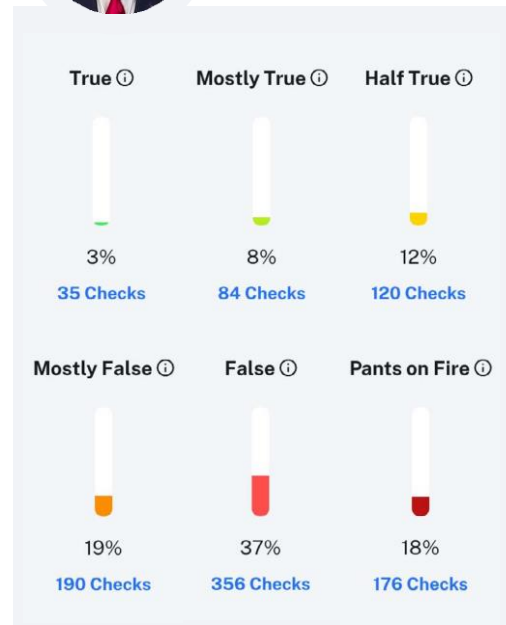 True ⓘ Mostly True ⓘ Half True ⓘ
3% 8% 12%
35 Checks 84 Checks 120 Checks
Mostly False ⓘ False ⓘ Pants on Fire ⓘ
19% 37% 18%
190 Checks 356 Checks 176 Checks